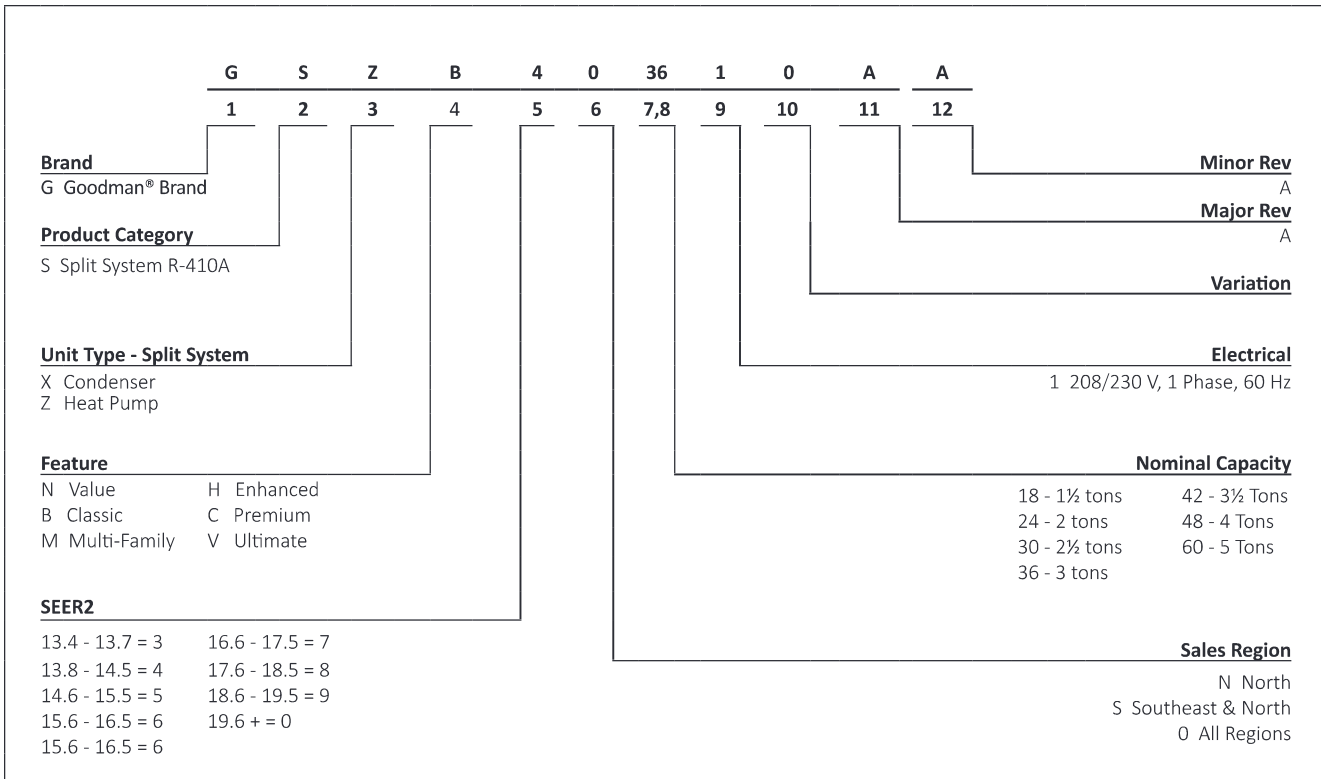 G S Z B 4 0 36 1 0 A A
1 2 3 4 5 6 7,8 9 10 11 12
Brand
G Goodman® Brand
Product Category
S Split System R-410A
Unit Type - Split System
X Condenser
Z Heat Pump
Feature
N Value H Enhanced
B Classic C Premium
M Multi-Family V Ultimate
SEER2
13.4 - 13.7 = 3 16.6 - 17.5 = 7
13.8 - 14.5 = 4 17.6 - 18.5 = 8
14.6 - 15.5 = 5 18.6 - 19.5 = 9
15.6 - 16.5 = 6 19.6 + = 0
15.6 - 16.5 = 6
Minor Rev
A
Major Rev
A
Variation
Electrical
1 208/230 V, 1 Phase, 60 Hz
Nominal Capacity
18 - 1½ tons 42 - 3½ Tons
24 - 2 tons 48 - 4 Tons
30 - 2½ tons 60 - 5 Tons
36 - 3 tons
Sales Region
N North
S Southeast & North
0 All Regions